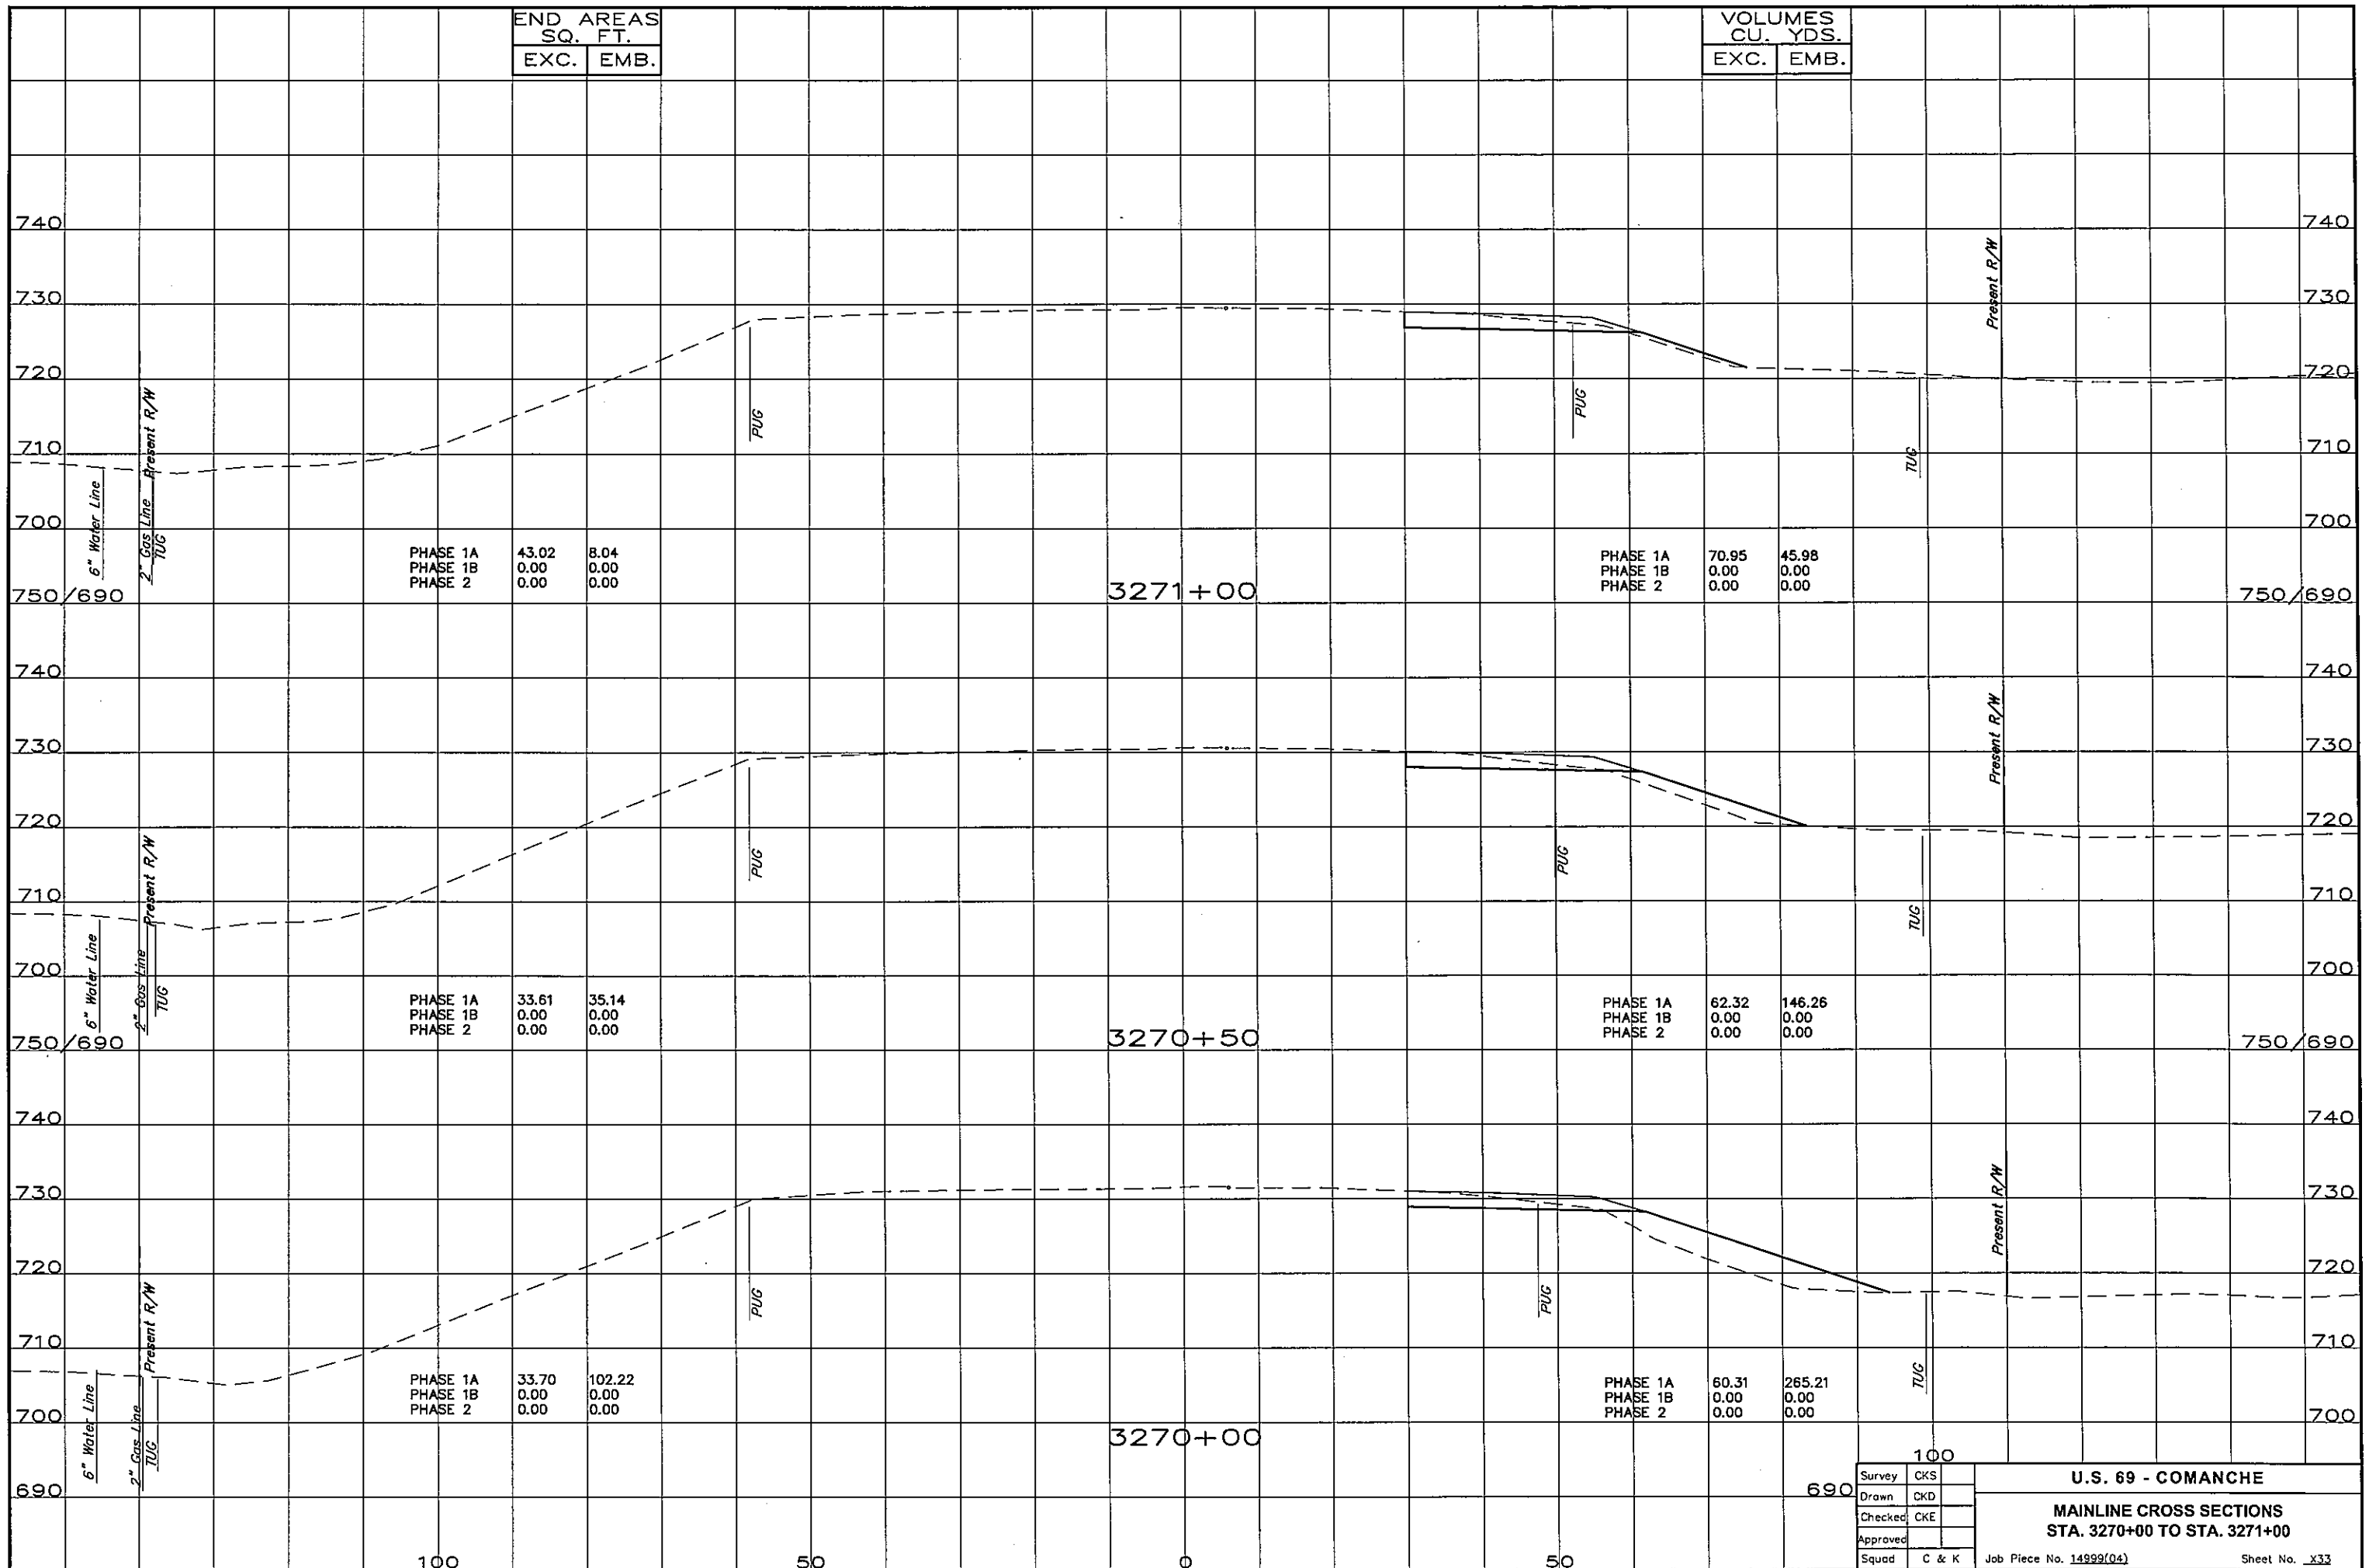 END AREAS
SQ. FT.
EXC. EMB.
VOLUMES
CU. YDS.
EXC. EMB.
740 740
730 730
720 720
710 710
700 700
750/690 750/690
Present R/W
Present R/W
6" Water Line
2" Gas Line
TUG
PUG
PUG
TUG
PHASE 1A 43.02 8.04
PHASE 1B 0.00 0.00
PHASE 2 0.00 0.00
3271+00
PHASE 1A 70.95 45.98
PHASE 1B 0.00 0.00
PHASE 2 0.00 0.00
740 740
730 730
720 720
710 710
700 700
750/690 750/690
Present R/W
Present R/W
6" Water Line
2" Gas Line
TUG
PUG
PUG
TUG
PHASE 1A 33.61 35.14
PHASE 1B 0.00 0.00
PHASE 2 0.00 0.00
3270+50
PHASE 1A 62.32 146.26
PHASE 1B 0.00 0.00
PHASE 2 0.00 0.00
740 740
730 730
720 720
710 710
700 700
690 690
Present R/W
Present R/W
6" Water Line
2" Gas Line
TUG
PUG
PUG
TUG
PHASE 1A 33.70 102.22
PHASE 1B 0.00 0.00
PHASE 2 0.00 0.00
3270+00
PHASE 1A 60.31 265.21
PHASE 1B 0.00 0.00
PHASE 2 0.00 0.00
100 50 0 50 100
Survey CKS
Drawn CKD
Checked CKE
Approved
Squad C & K
U.S. 69 - COMANCHE
MAINLINE CROSS SECTIONS
STA. 3270+00 TO STA. 3271+00
Job Piece No. 14999(04) Sheet No. X33